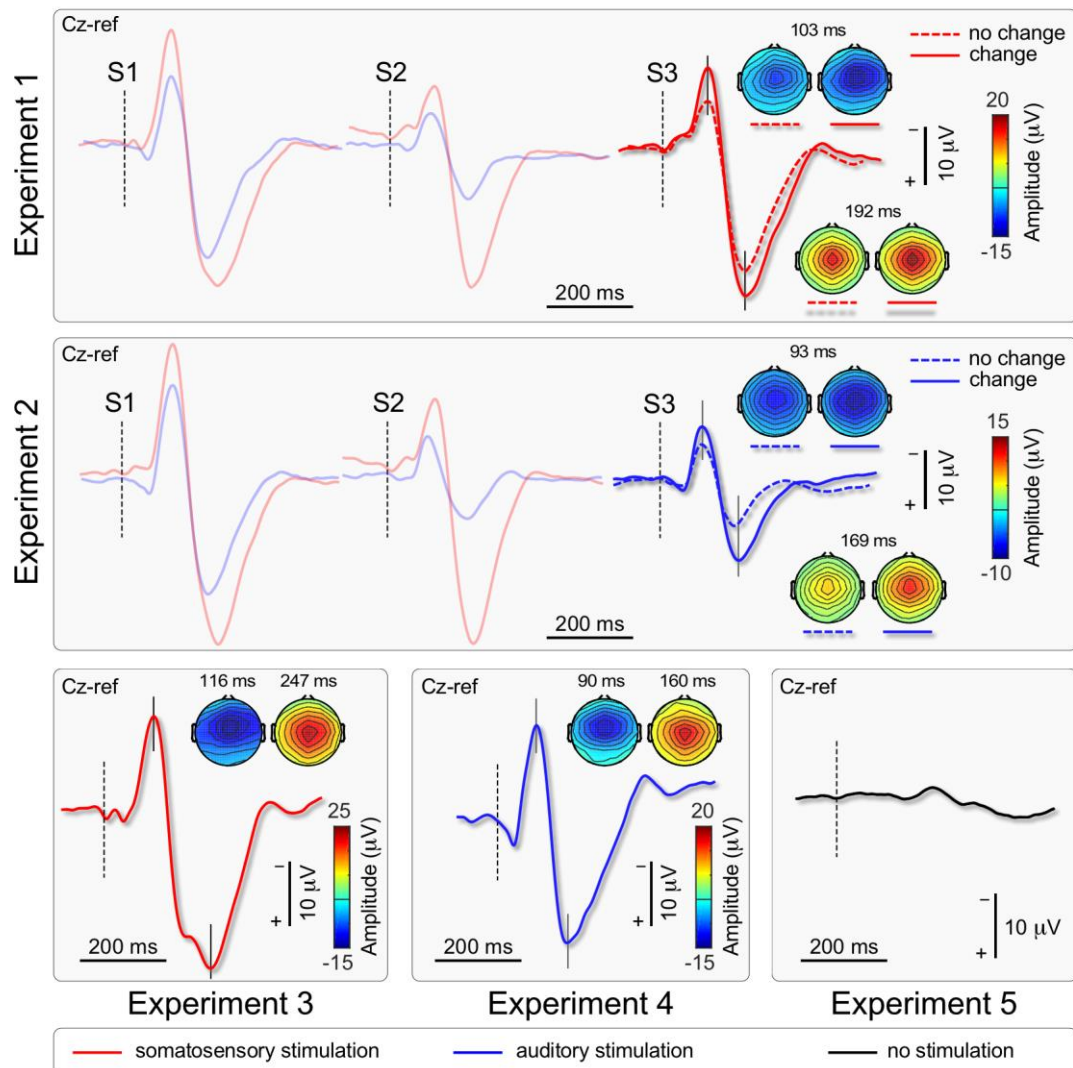 Experiment 1
Cz-ref
S1
S2
S3
103 ms
no change
change
− 10 μV +
20
Amplitude (μV)
-15
192 ms
200 ms
Experiment 2
Cz-ref
S1
S2
S3
93 ms
no change
change
− 10 μV +
15
Amplitude (μV)
-10
169 ms
200 ms
Cz-ref
116 ms 247 ms
25
Amplitude (μV)
-15
− 10 μV +
200 ms
Experiment 3
Cz-ref
90 ms 160 ms
20
Amplitude (μV)
-15
− 10 μV +
200 ms
Experiment 4
Cz-ref
− 10 μV +
200 ms
Experiment 5
somatosensory stimulation auditory stimulation no stimulation